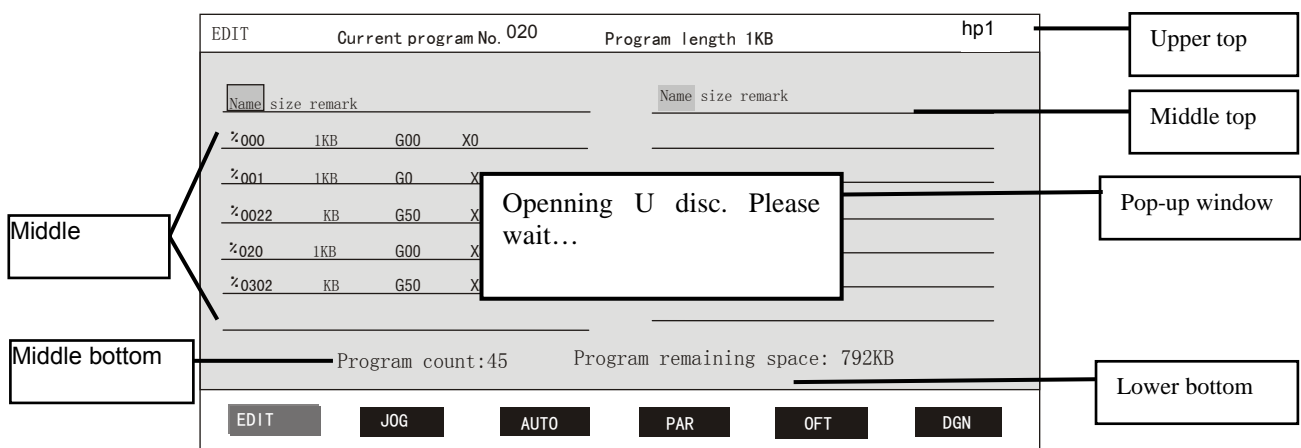 EDIT Current program No. 020 Program length 1KB hp1
Upper top
Name size remark Name size remark
Middle top
%000 1KB G00 X0
%001 1KB G0 X
Openning U disc. Please
wait…
Pop-up window
%0022 KB G50 X
Middle
%020 1KB G00 X
%0302 KB G50 X
Middle bottom
Program count:45 Program remaining space: 792KB
Lower bottom
EDIT JOG AUTO PAR OFT DGN